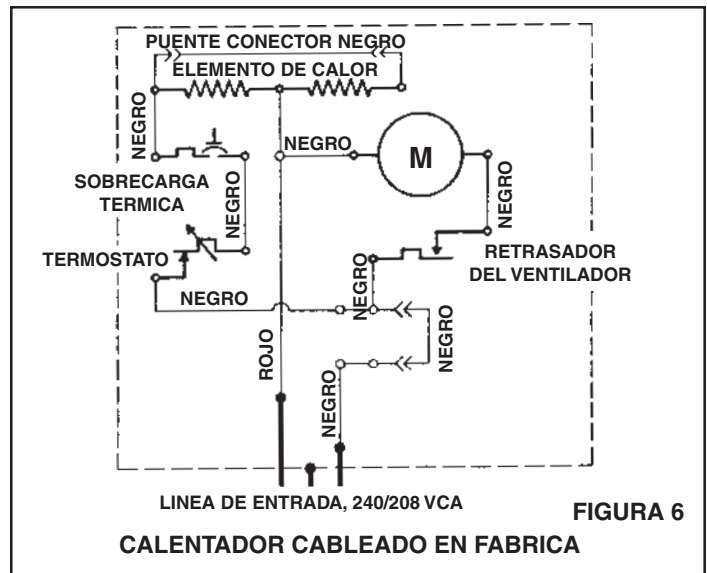 PUENTE CONECTOR NEGRO
ELEMENTO DE CALOR
NEGRO
NEGRO
M
NEGRO
SOBRECARGA
TERMICA
NEGRO
TERMOSTATO
RETRASADOR
DEL VENTILADOR
NEGRO
NEGRO
NEGRO
ROJO
NEGRO
LINEA DE ENTRADA, 240/208 VCA
FIGURA 6
CALENTADOR CABLEADO EN FABRICA